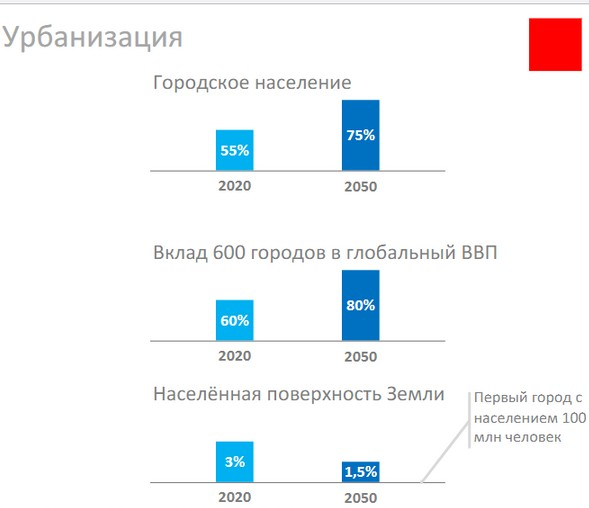 Урбанизация
Городское население
55%
75%
2020
2050
Вклад 600 городов в глобальный ВВП
60%
80%
2020
2050
Населённая поверхность Земли
3%
1,5%
2020
2050
Первый город с
населением 100
млн человек